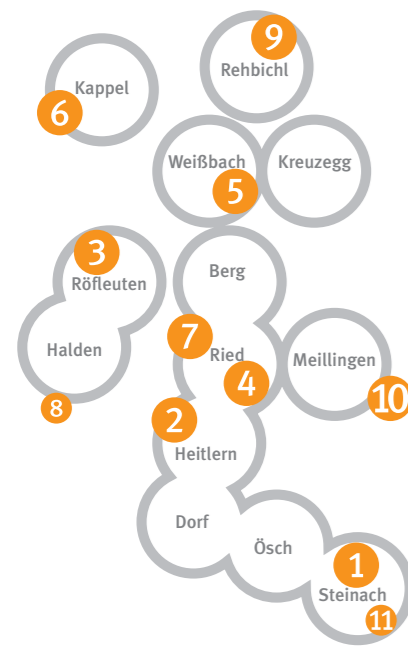 9
Rehbichl
Kappel
6
Weißbach
Kreuzegg
5
3
Berg
Röfleuten
7
Halden
Ried
Meillingen
4
10
8
2
Heitlern
Dorf
Ösch
1
Steinach
11